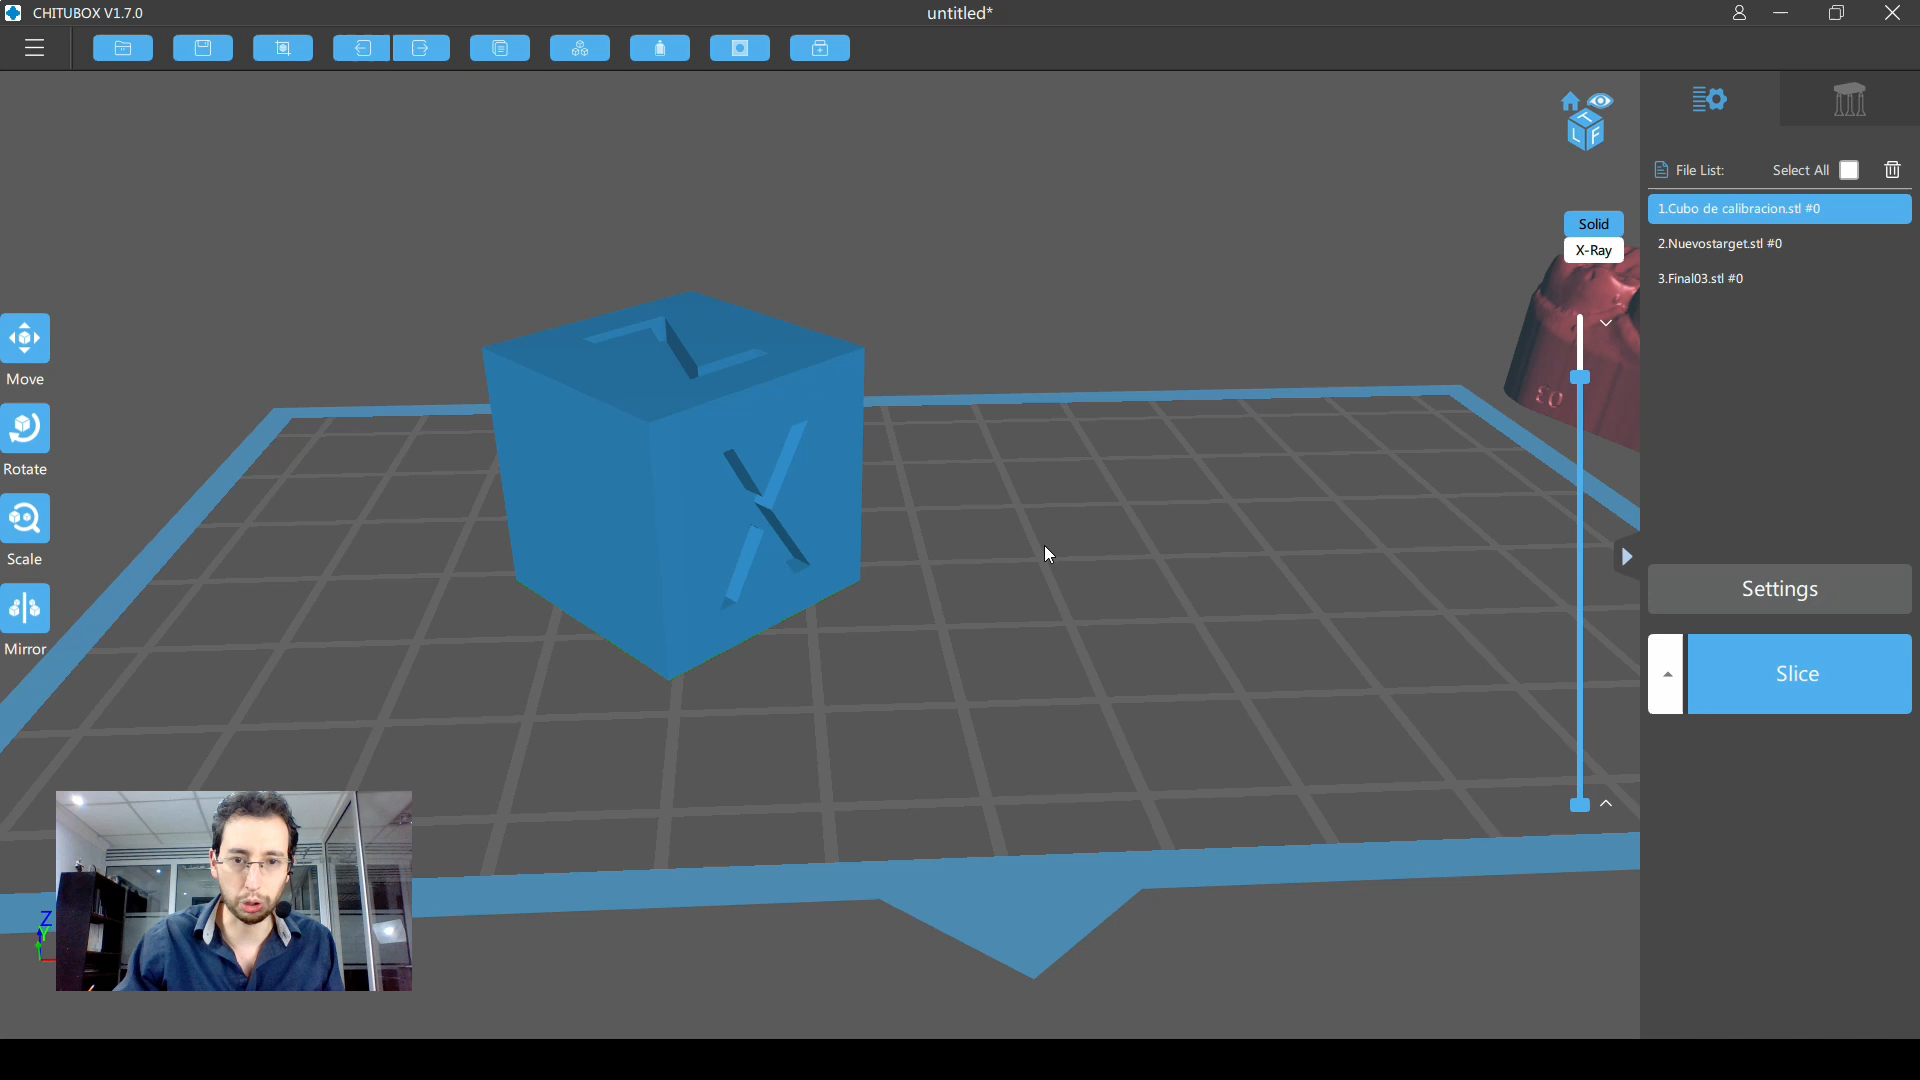 CHITUBOX V1.7.0
untitled*
File List:
Select All
1.Cubo de calibracion.stl #0
2.Nuevostarget.stl #0
3.Final03.stl #0
T
L F
Solid
X-Ray
Move
Rotate
Scale
Mirror
Z
X
03
Settings
Slice
Z
Y